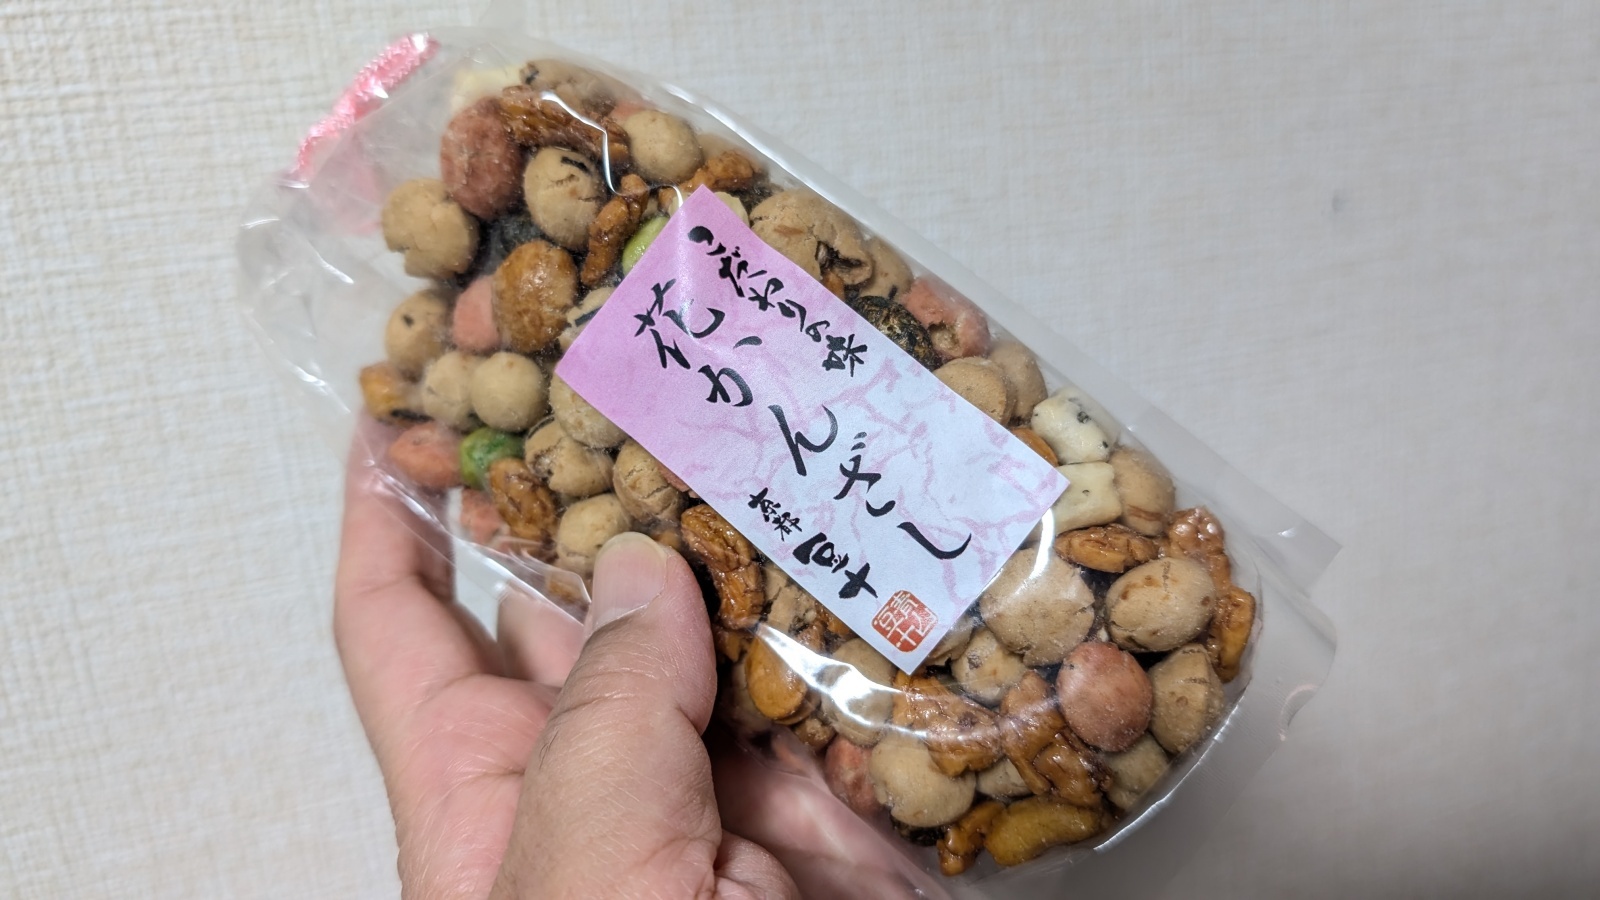 こだわりの味
花かんざし
京都 豆十